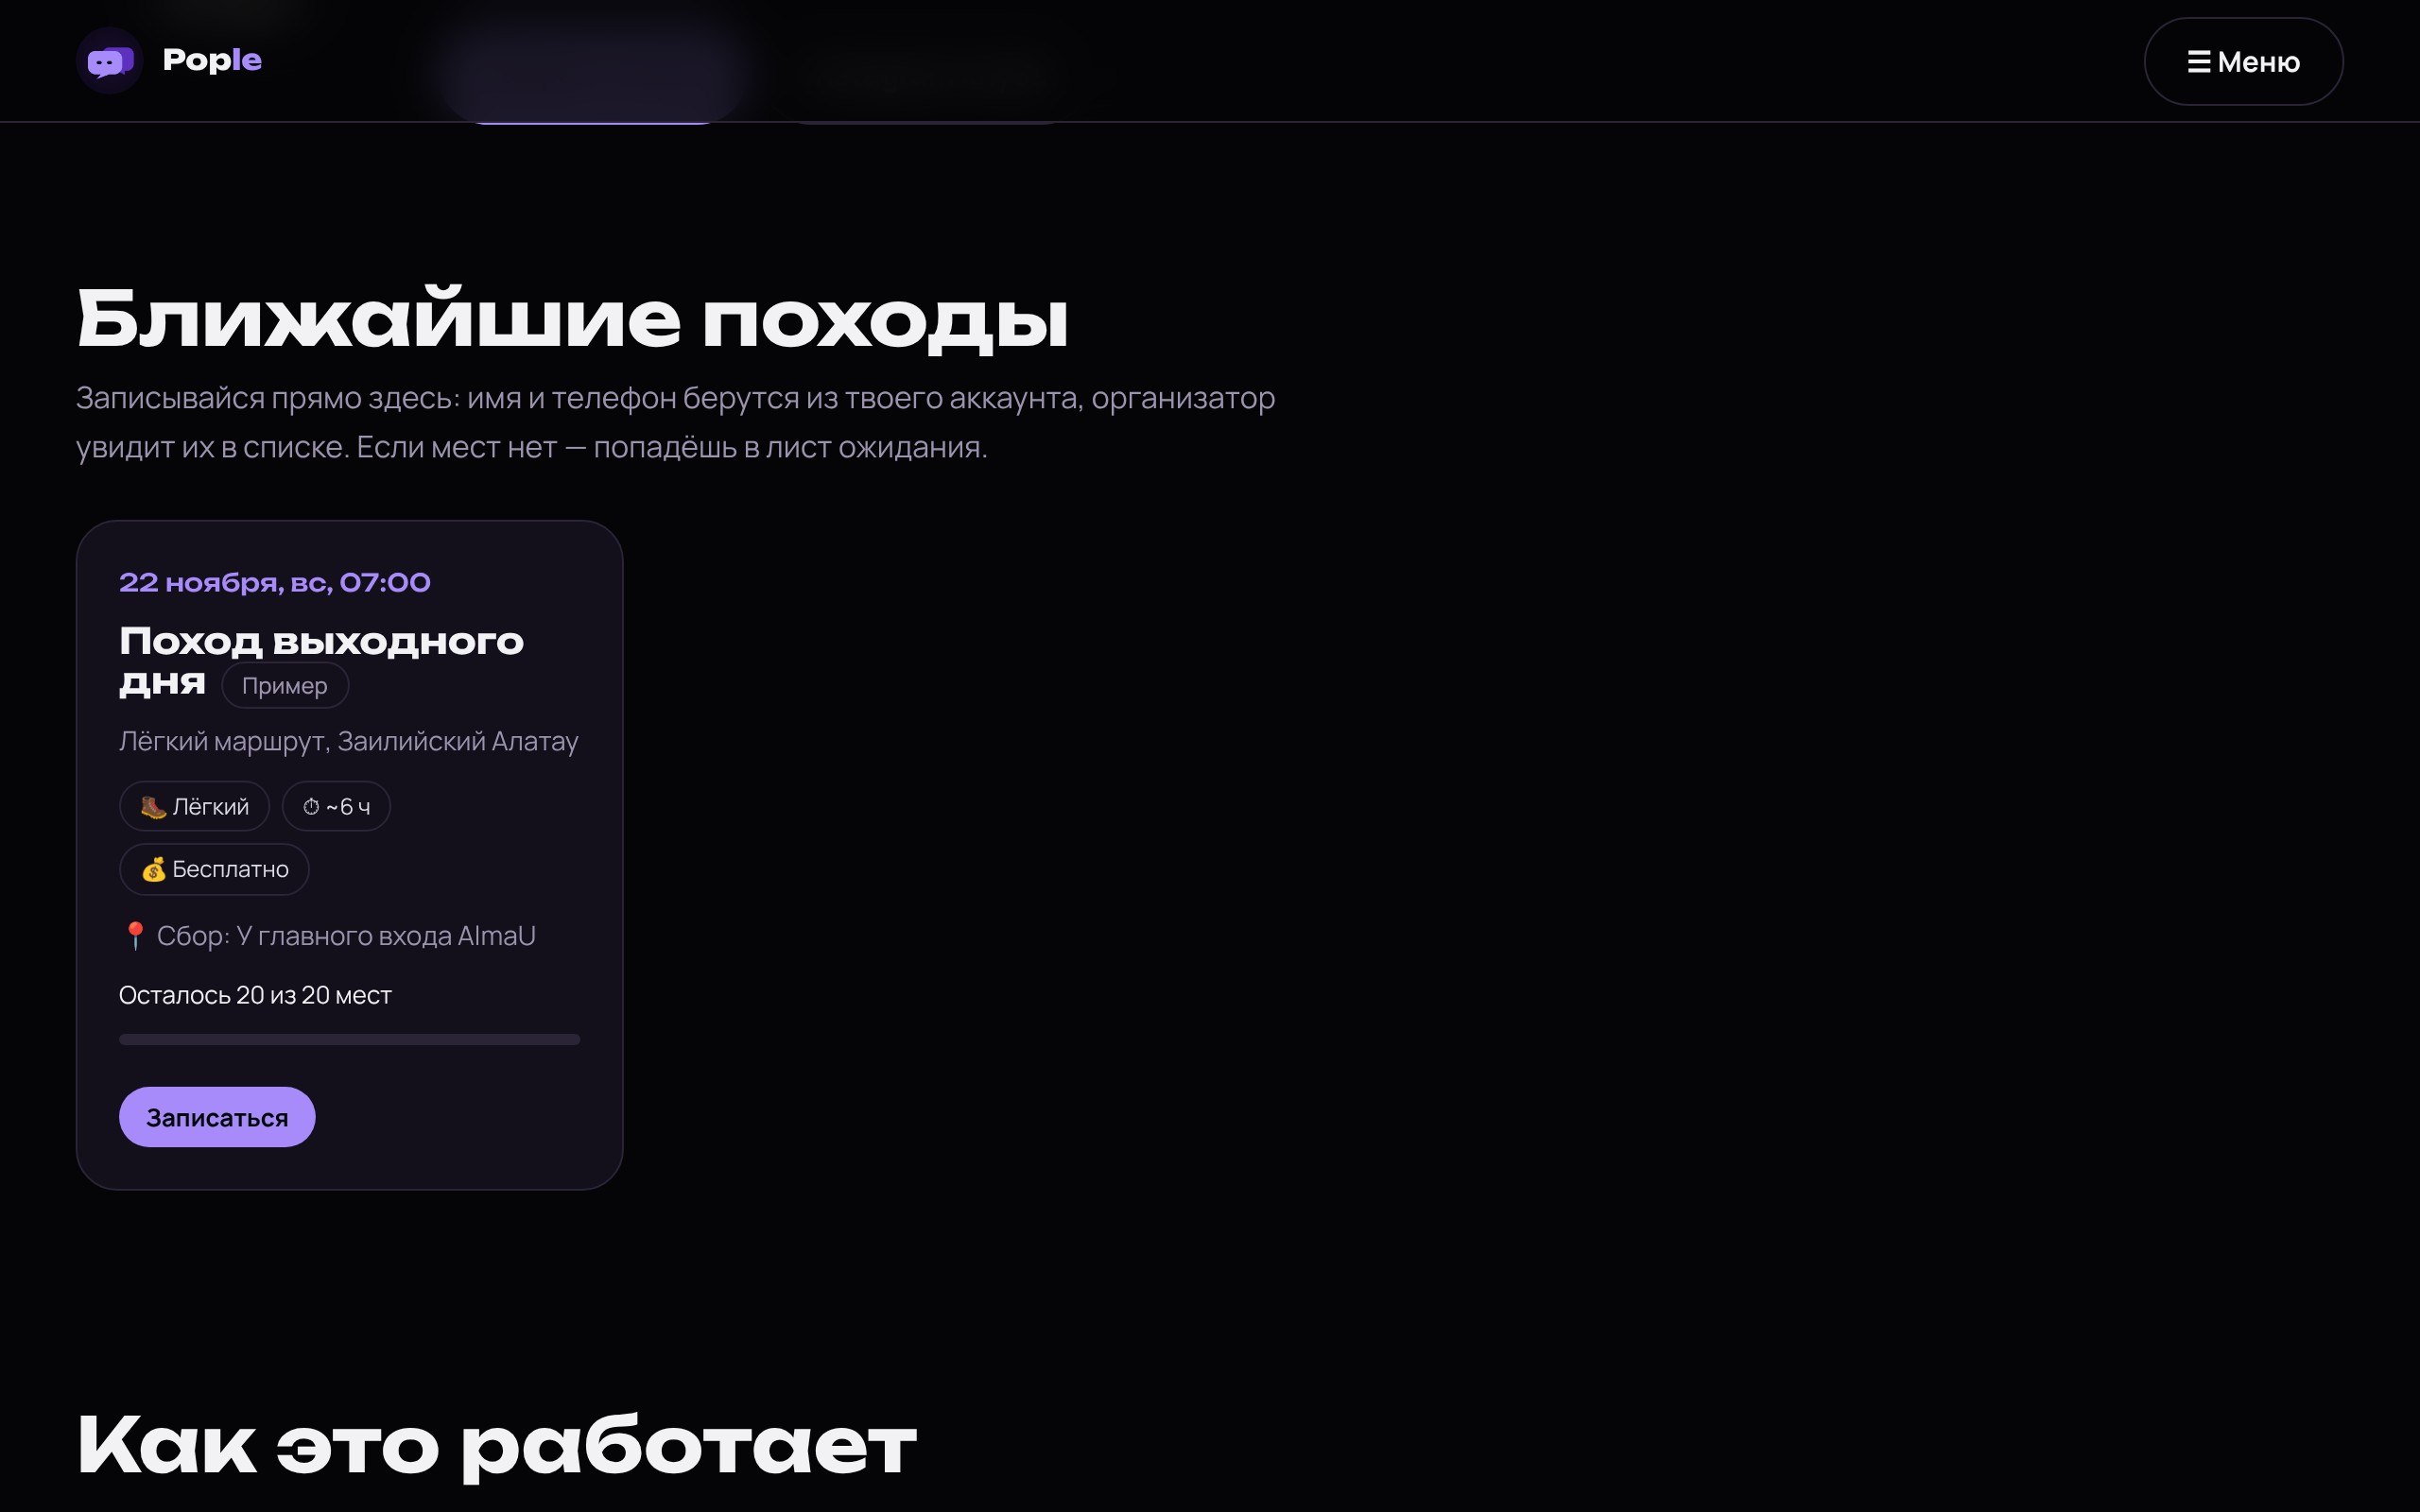 Pople
☰ Меню
Ближайшие походы
Записывайся прямо здесь: имя и телефон берутся из твоего аккаунта, организатор
увидит их в списке. Если мест нет — попадёшь в лист ожидания.
22 ноября, вс, 07:00
Поход выходного
дня Пример
Лёгкий маршрут, Заилийский Алатау
🥾 Лёгкий ⏱ ~6 ч
💰 Бесплатно
📍 Сбор: У главного входа AlmaU
Осталось 20 из 20 мест
Записаться
Как это работает